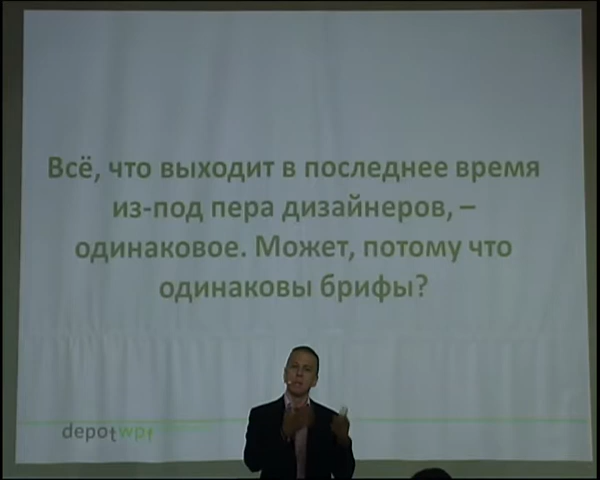 Всё, что выходит в последнее время
из-под пера дизайнеров, –
одинаковое. Может, потому что
одинаковы брифы?
depotwpf